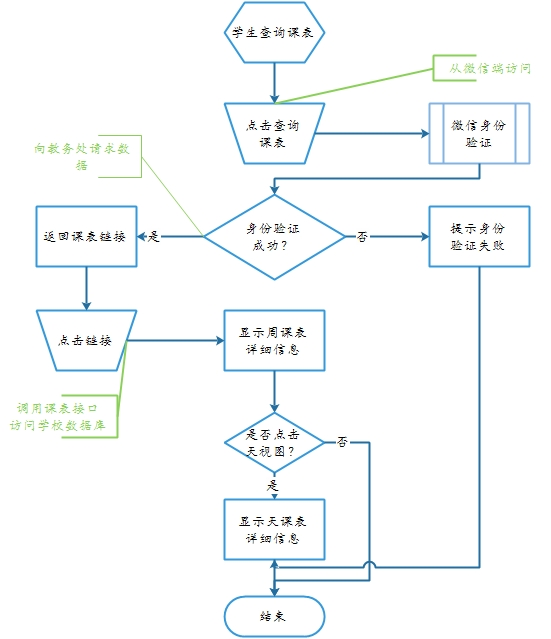 学生查询课表
从微信端访问
点击查询
课表
微信身份
验证
向教务处请求数
据
身份验证
成功？
是
否
返回课表链接
提示身份
验证失败
点击链接
显示周课表
详细信息
调用课表接口
访问学校数据库
是否点击
天视图？
否
是
显示天课表
详细信息
结束